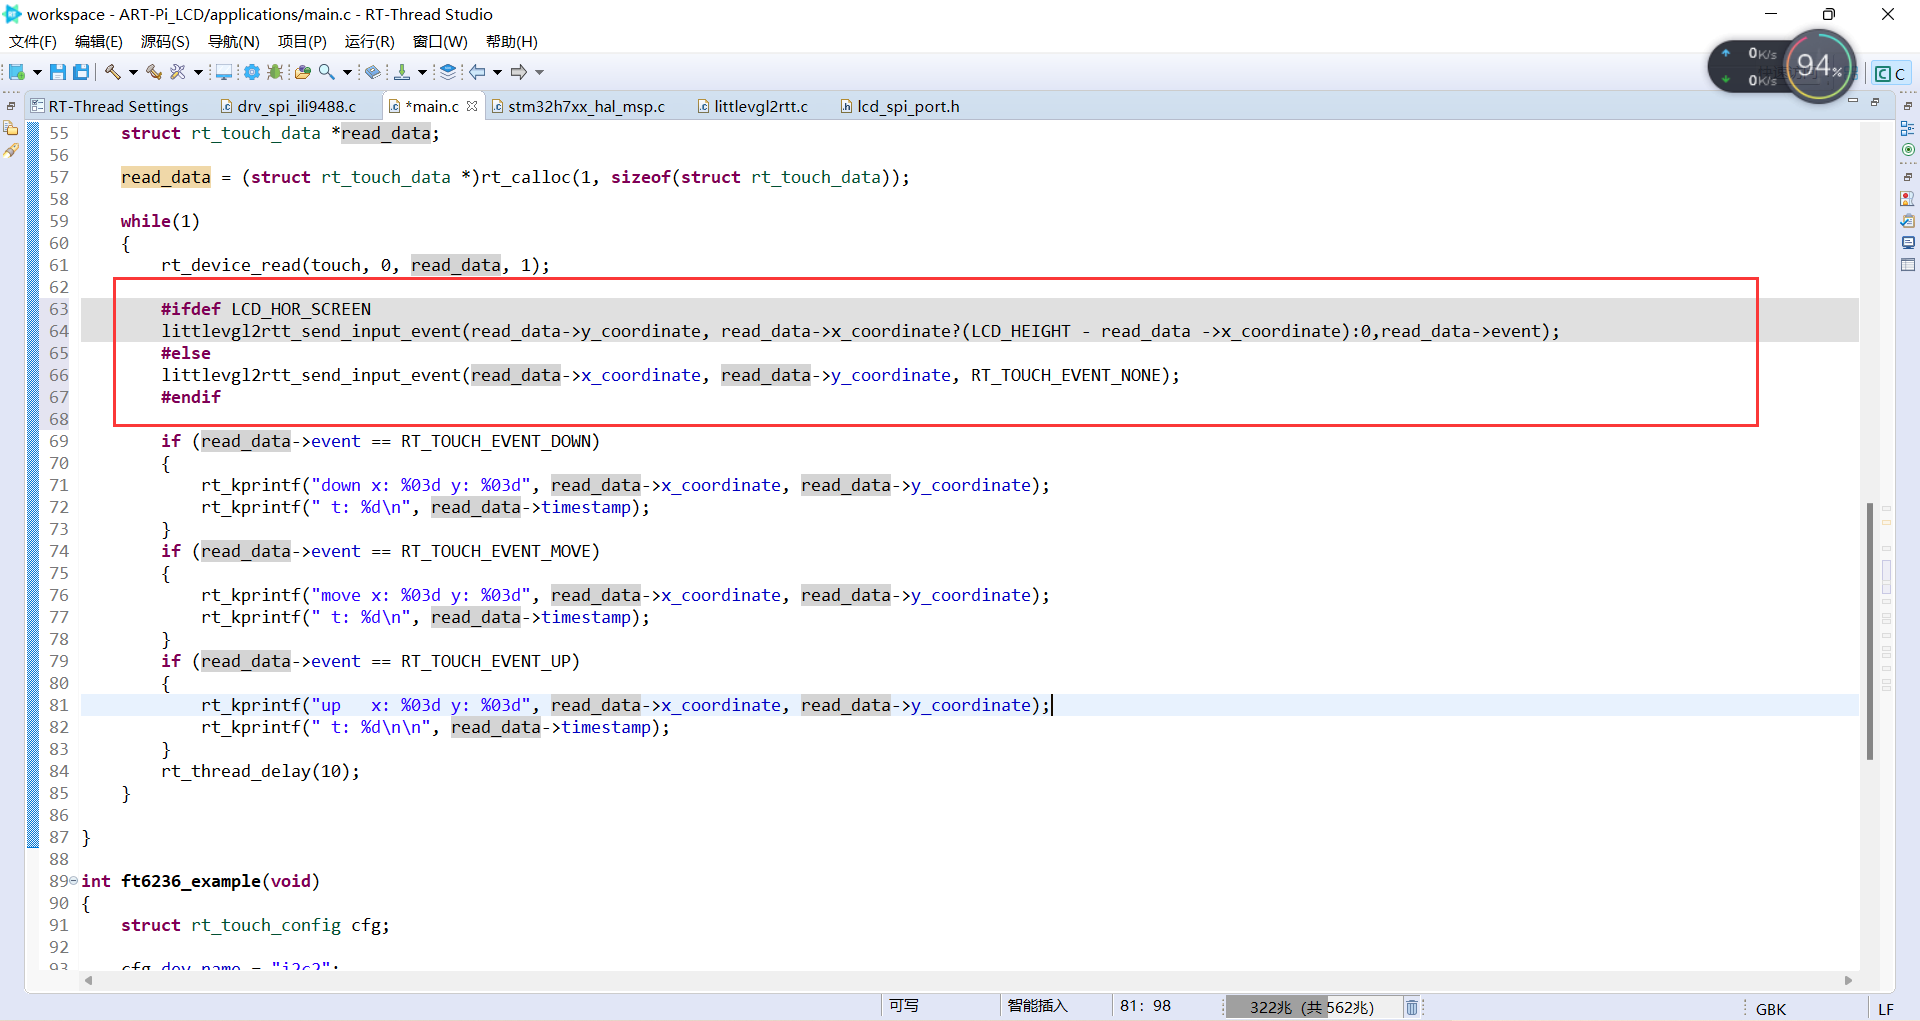 workspace - ART-Pi_LCD/applications/main.c - RT-Thread Studio
文件(F) 编辑(E) 源码(S) 导航(N) 项目(P) 运行(R) 窗口(W) 帮助(H)
0K/s
0K/s
94%
C
RT-Thread Settings drv_spi_ili9488.c *main.c stm32h7xx_hal_msp.c littlevgl2rtt.c lcd_spi_port.h
55 struct rt_touch_data *read_data;
56
57 read_data = (struct rt_touch_data *)rt_calloc(1, sizeof(struct rt_touch_data));
58
59 while(1)
60 {
61 rt_device_read(touch, 0, read_data, 1);
62
63 #ifdef LCD_HOR_SCREEN
64 littlevgl2rtt_send_input_event(read_data->y_coordinate, read_data->x_coordinate?(LCD_HEIGHT - read_data ->x_coordinate):0,read_data->event);
65 #else
66 littlevgl2rtt_send_input_event(read_data->x_coordinate, read_data->y_coordinate, RT_TOUCH_EVENT_NONE);
67 #endif
68
69 if (read_data->event == RT_TOUCH_EVENT_DOWN)
70 {
71 rt_kprintf("down x: %03d y: %03d", read_data->x_coordinate, read_data->y_coordinate);
72 rt_kprintf(" t: %d\n", read_data->timestamp);
73 }
74 if (read_data->event == RT_TOUCH_EVENT_MOVE)
75 {
76 rt_kprintf("move x: %03d y: %03d", read_data->x_coordinate, read_data->y_coordinate);
77 rt_kprintf(" t: %d\n", read_data->timestamp);
78 }
79 if (read_data->event == RT_TOUCH_EVENT_UP)
80 {
81 rt_kprintf("up   x: %03d y: %03d", read_data->x_coordinate, read_data->y_coordinate);
82 rt_kprintf(" t: %d\n\n", read_data->timestamp);
83 }
84 rt_thread_delay(10);
85 }
86
87 }
88
89 int ft6236_example(void)
90 {
91 struct rt_touch_config cfg;
92
93 cfg.dev_name = "i2c2";
可写 智能插入 81: 98 322兆 (共 562兆) GBK LF